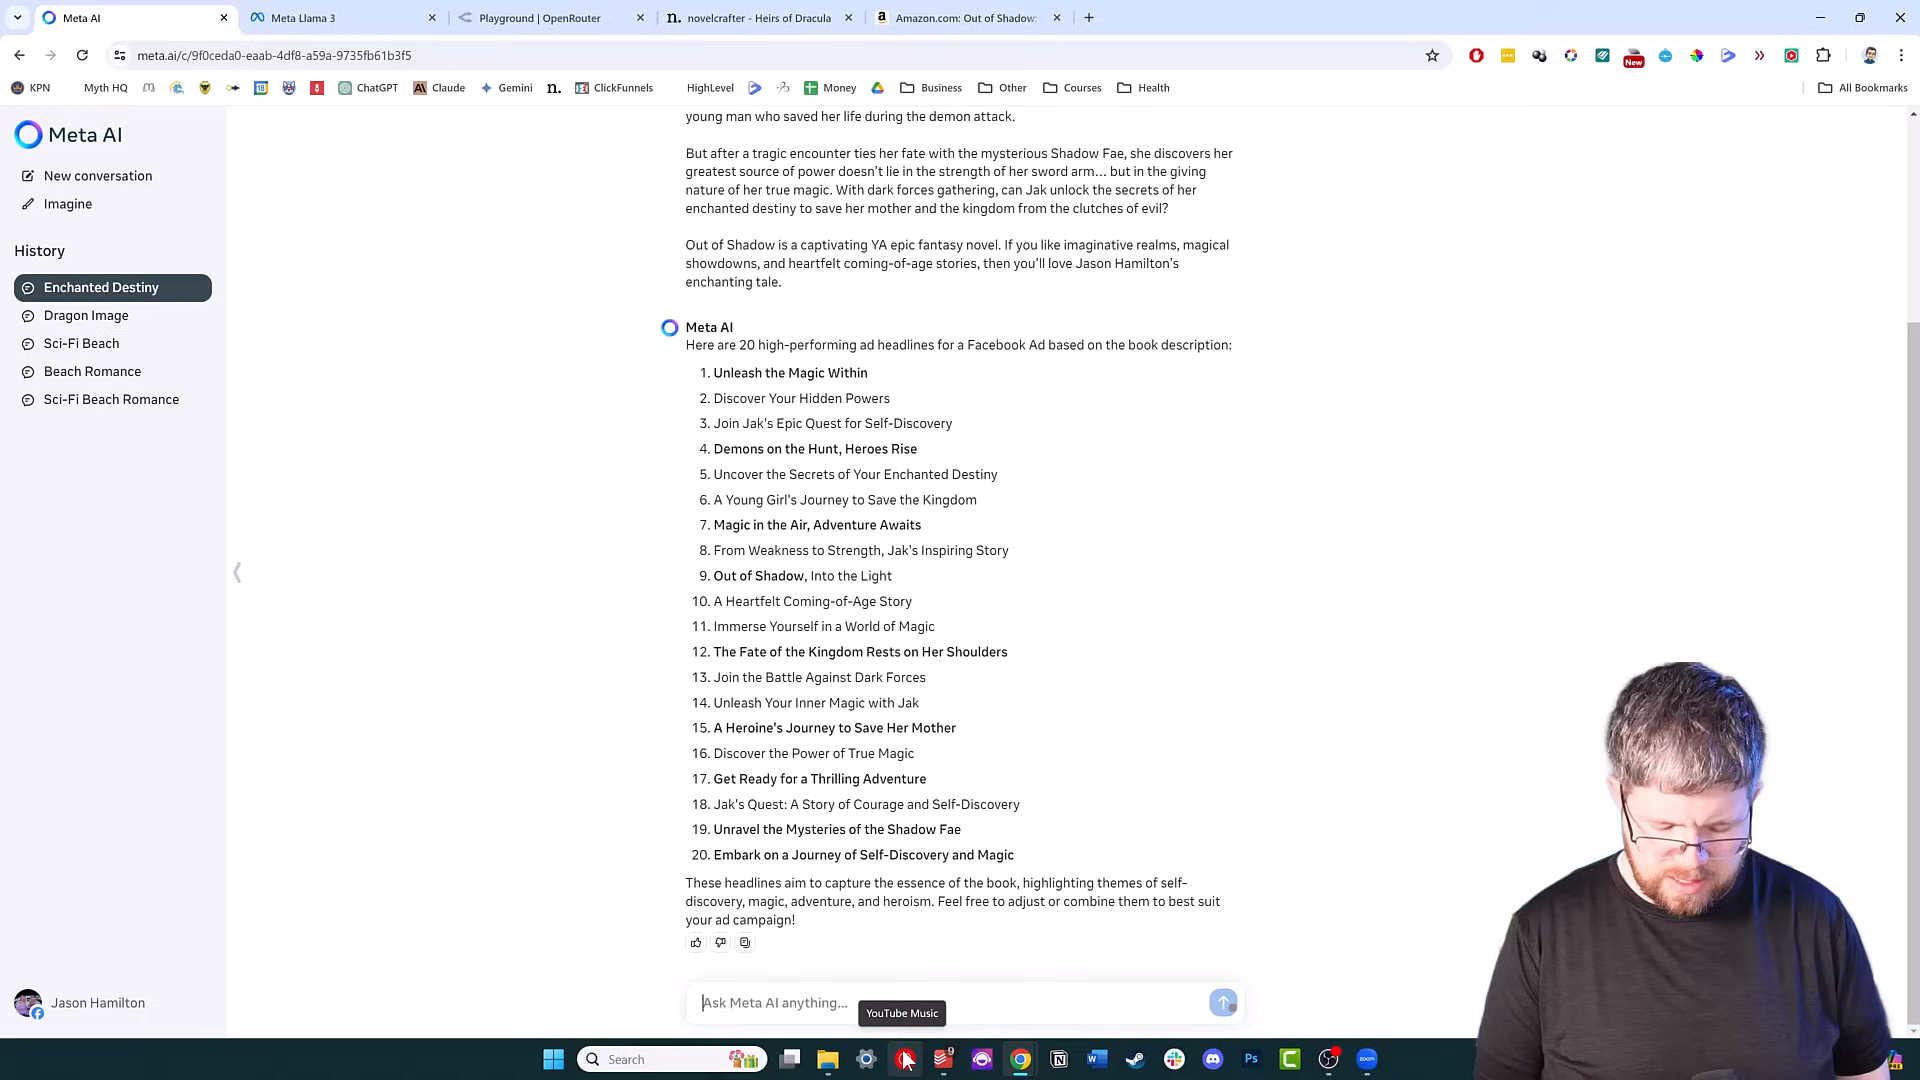 Meta AI
Meta Llama 3
Playground | OpenRouter
n. novelcrafter - Heirs of Dracula
Amazon.com: Out of Shadow:
meta.ai/c/9f0ceda0-eaab-4df8-a59a-9735fb61b3f5
New
KPN
Myth HQ
18
ChatGPT
Claude
Gemini
n.
ClickFunnels
HighLevel
Money
Business
Other
Courses
Health
All Bookmarks
Meta AI
New conversation
Imagine
History
Enchanted Destiny
Dragon Image
Sci-Fi Beach
Beach Romance
Sci-Fi Beach Romance
Jason Hamilton
young man who saved her life during the demon attack.
But after a tragic encounter ties her fate with the mysterious Shadow Fae, she discovers her
greatest source of power doesn't lie in the strength of her sword arm... but in the giving
nature of her true magic. With dark forces gathering, can Jak unlock the secrets of her
enchanted destiny to save her mother and the kingdom from the clutches of evil?
Out of Shadow is a captivating YA epic fantasy novel. If you like imaginative realms, magical
showdowns, and heartfelt coming-of-age stories, then you'll love Jason Hamilton's
enchanting tale.
Meta AI
Here are 20 high-performing ad headlines for a Facebook Ad based on the book description:
1. Unleash the Magic Within
2. Discover Your Hidden Powers
3. Join Jak's Epic Quest for Self-Discovery
4. Demons on the Hunt, Heroes Rise
5. Uncover the Secrets of Your Enchanted Destiny
6. A Young Girl's Journey to Save the Kingdom
7. Magic in the Air, Adventure Awaits
8. From Weakness to Strength, Jak's Inspiring Story
9. Out of Shadow, Into the Light
10. A Heartfelt Coming-of-Age Story
11. Immerse Yourself in a World of Magic
12. The Fate of the Kingdom Rests on Her Shoulders
13. Join the Battle Against Dark Forces
14. Unleash Your Inner Magic with Jak
15. A Heroine's Journey to Save Her Mother
16. Discover the Power of True Magic
17. Get Ready for a Thrilling Adventure
18. Jak's Quest: A Story of Courage and Self-Discovery
19. Unravel the Mysteries of the Shadow Fae
20. Embark on a Journey of Self-Discovery and Magic
These headlines aim to capture the essence of the book, highlighting themes of self-
discovery, magic, adventure, and heroism. Feel free to adjust or combine them to best suit
your ad campaign!
Ask Meta AI anything...
YouTube Music
Search
9
Ps
zoom